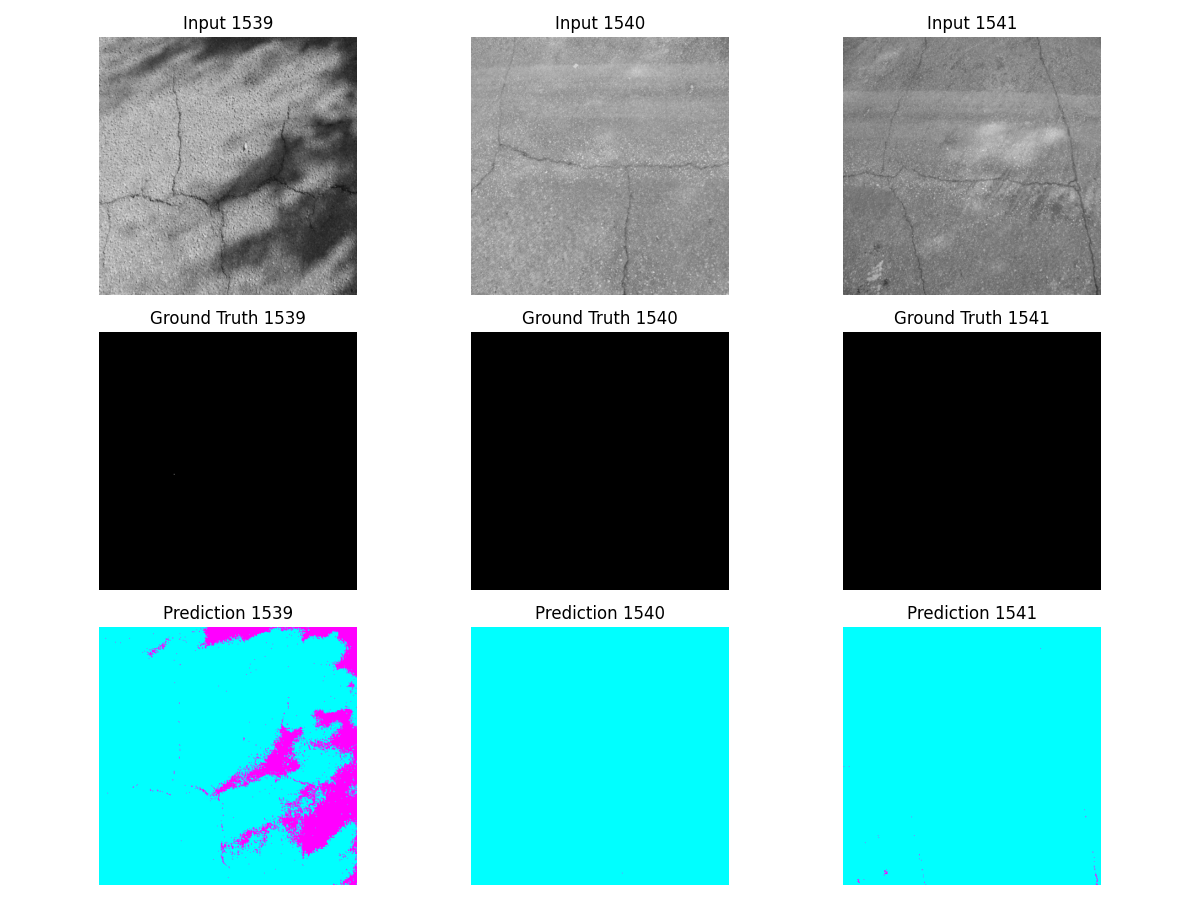 Input 1539
Input 1540
Input 1541
Ground Truth 1539
Ground Truth 1540
Ground Truth 1541
Prediction 1539
Prediction 1540
Prediction 1541